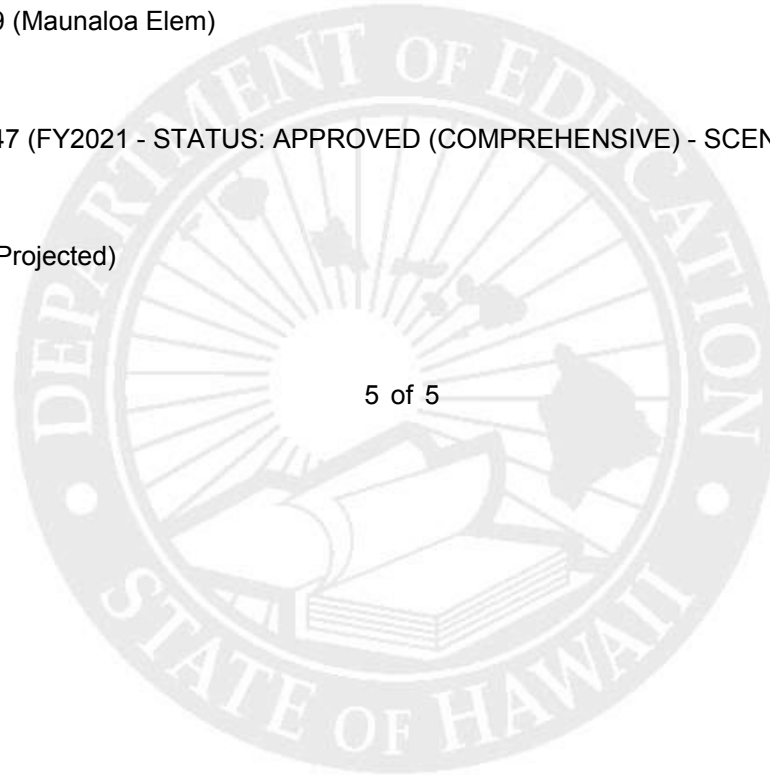 9 (Maunaloa Elem)
47 (FY2021 - STATUS: APPROVED (COMPREHENSIVE) - SCEN
Projected)
5 of 5
DEPARTMENT OF EDUCATION
STATE OF HAWAII